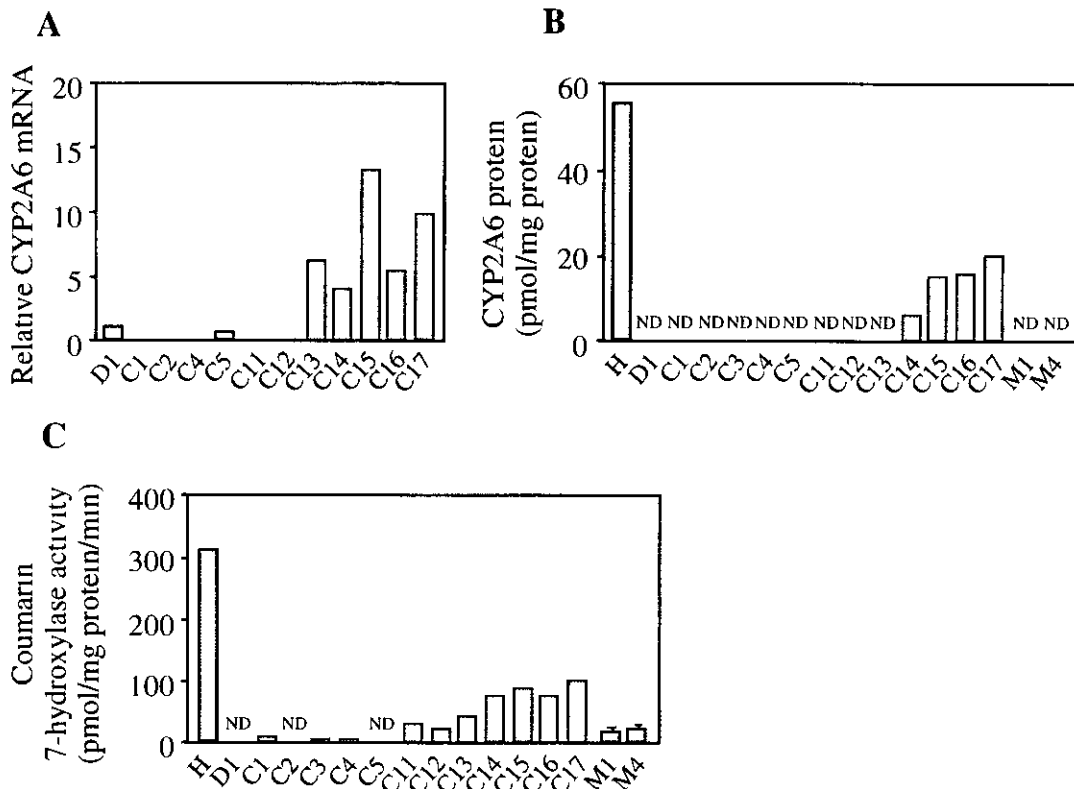 A
Relative CYP2A6 mRNA
20
15
10
5
0
D1 C1 C2 C4 C5 C11 C12 C13 C14 C15 C16 C17
B
CYP2A6 protein
(pmol/mg protein)
60
40
20
0
ND ND ND ND ND ND ND ND ND ND ND
H D1 C1 C2 C3 C4 C5 C11 C12 C13 C14 C15 C16 C17 M1 M4
C
Coumarin
7-hydroxylase activity
(pmol/mg protein/min)
400
300
200
100
0
ND ND ND
H D1 C1 C2 C3 C4 C5 C11 C12 C13 C14 C15 C16 C17 M1 M4